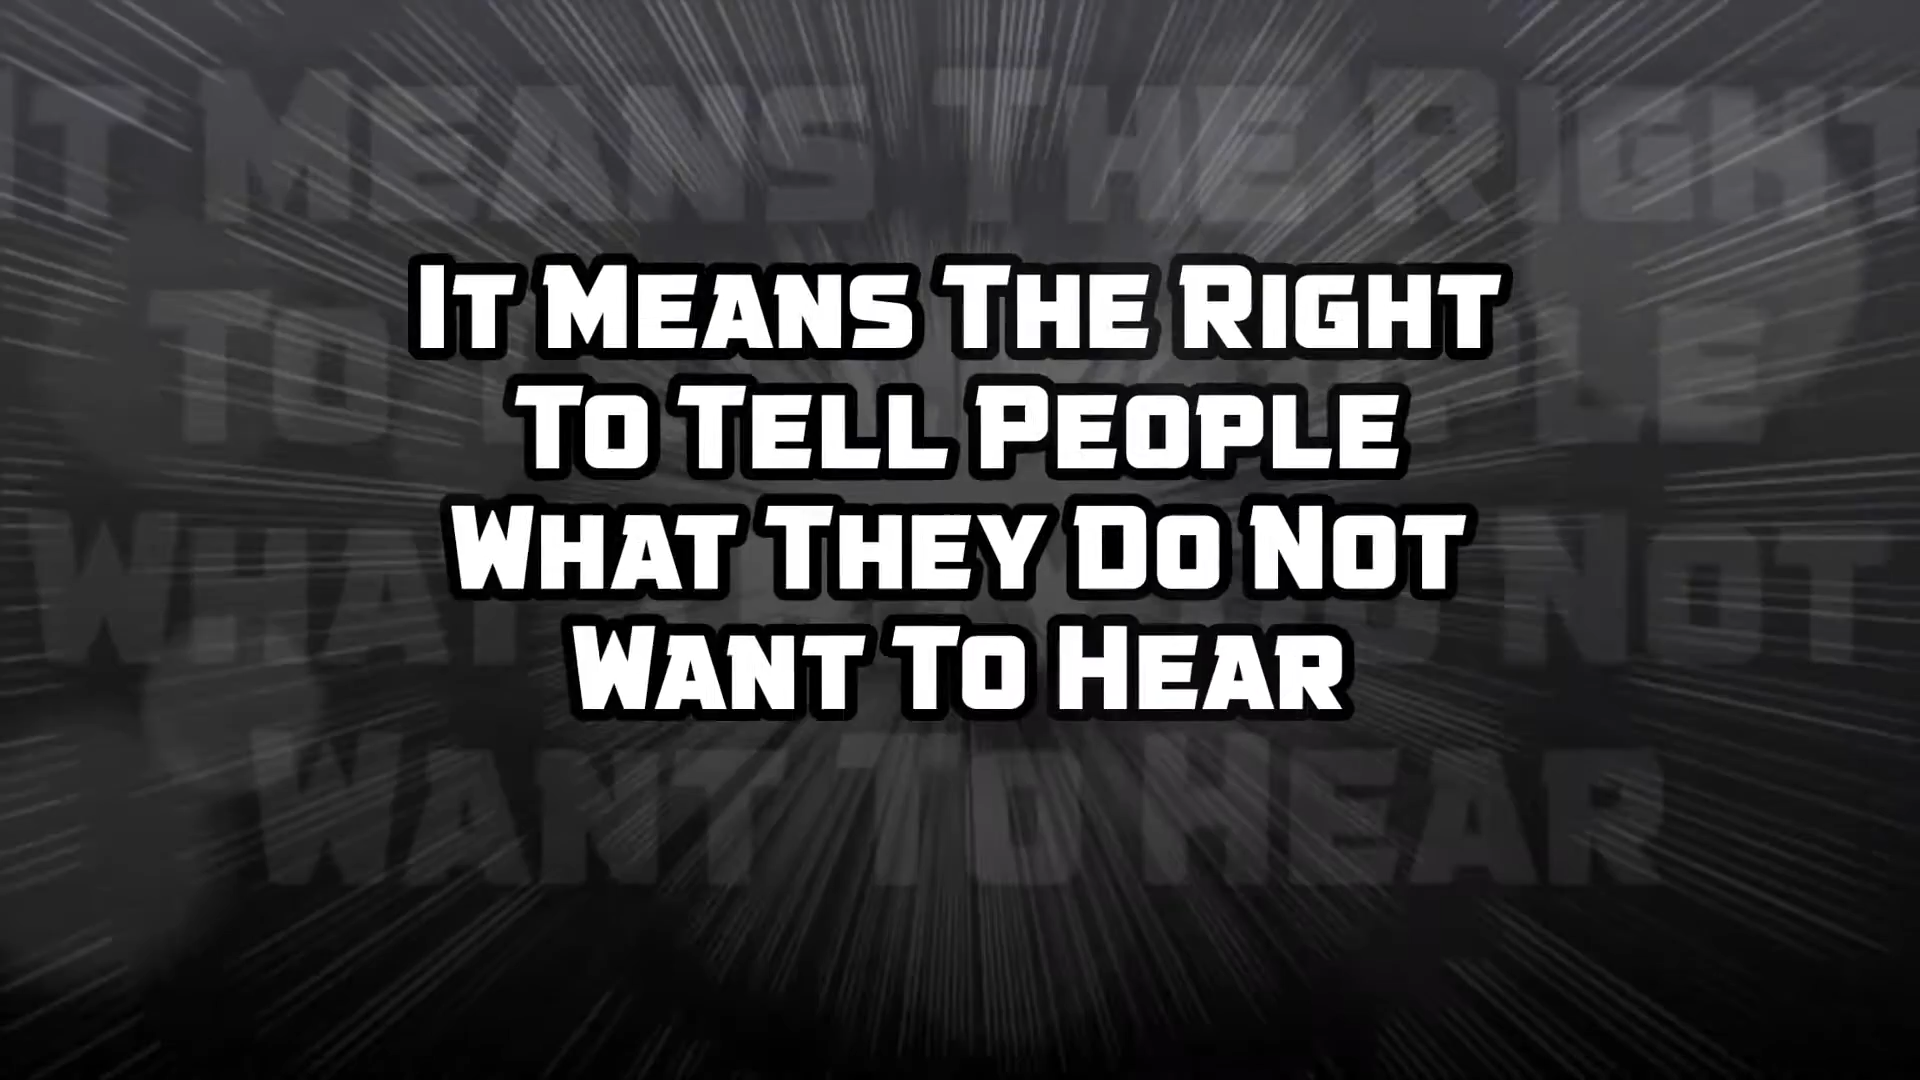 It Means The Right
To Tell People
What They Do Not
Want To Hear